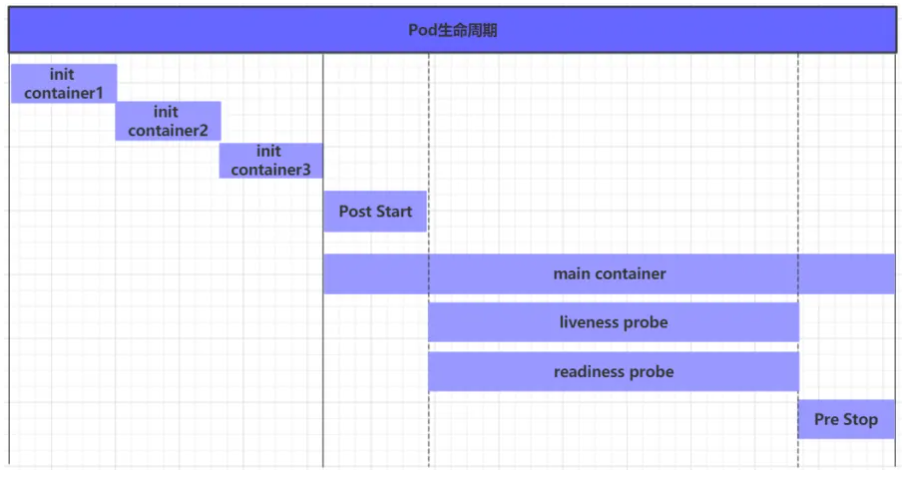 Pod生命周期
init
container1
init
container2
init
container3
Post Start
main container
liveness probe
readiness probe
Pre Stop